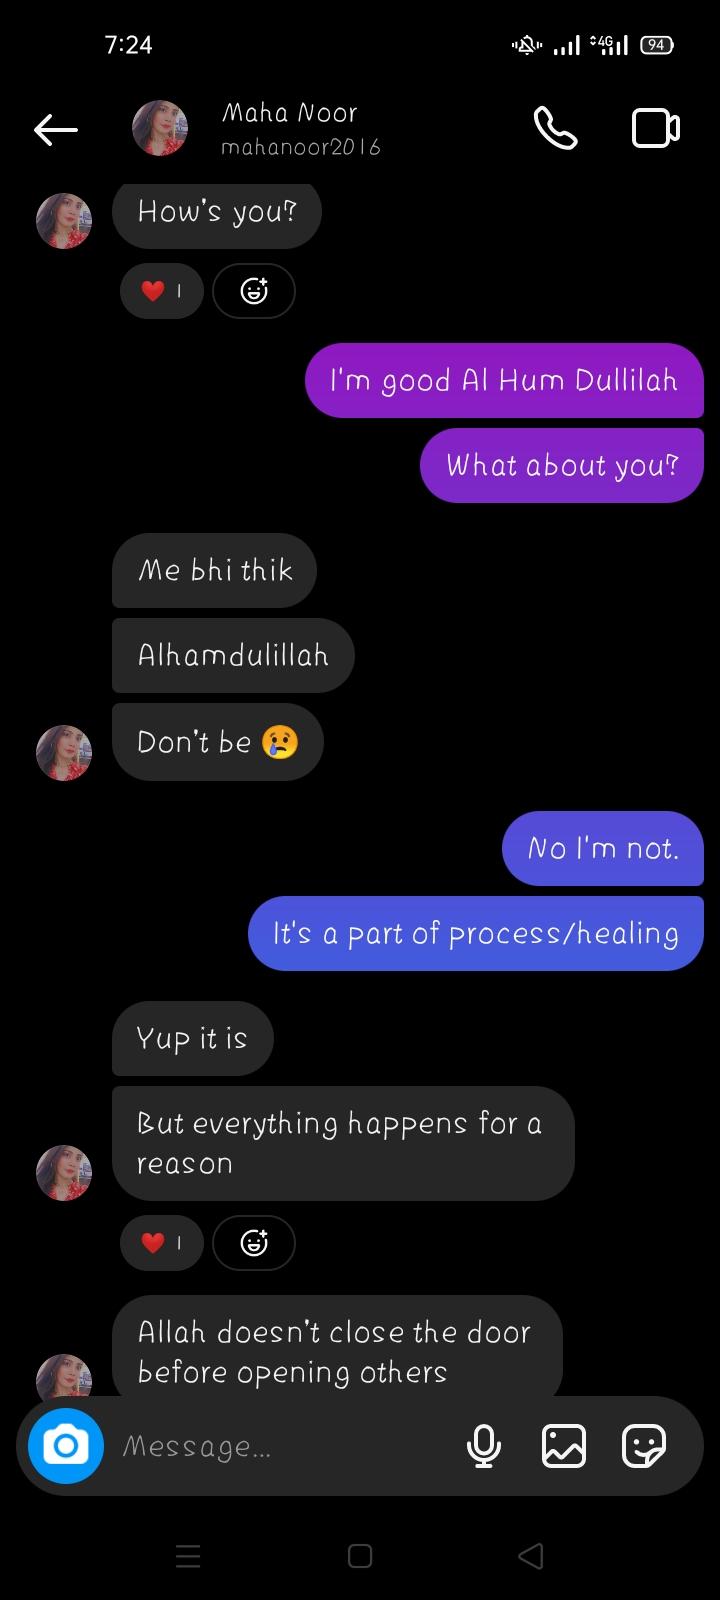 7:24
4G
94
Maha Noor
mahanoor2016
How's you?
1
I'm good Al Hum Dullilah
What about you?
Me bhi thik
Alhamdulillah
Don't be 😢
No I'm not.
It's a part of process/healing
Yup it is
But everything happens for a
reason
1
Allah doesn't close the door
before opening others
Message...